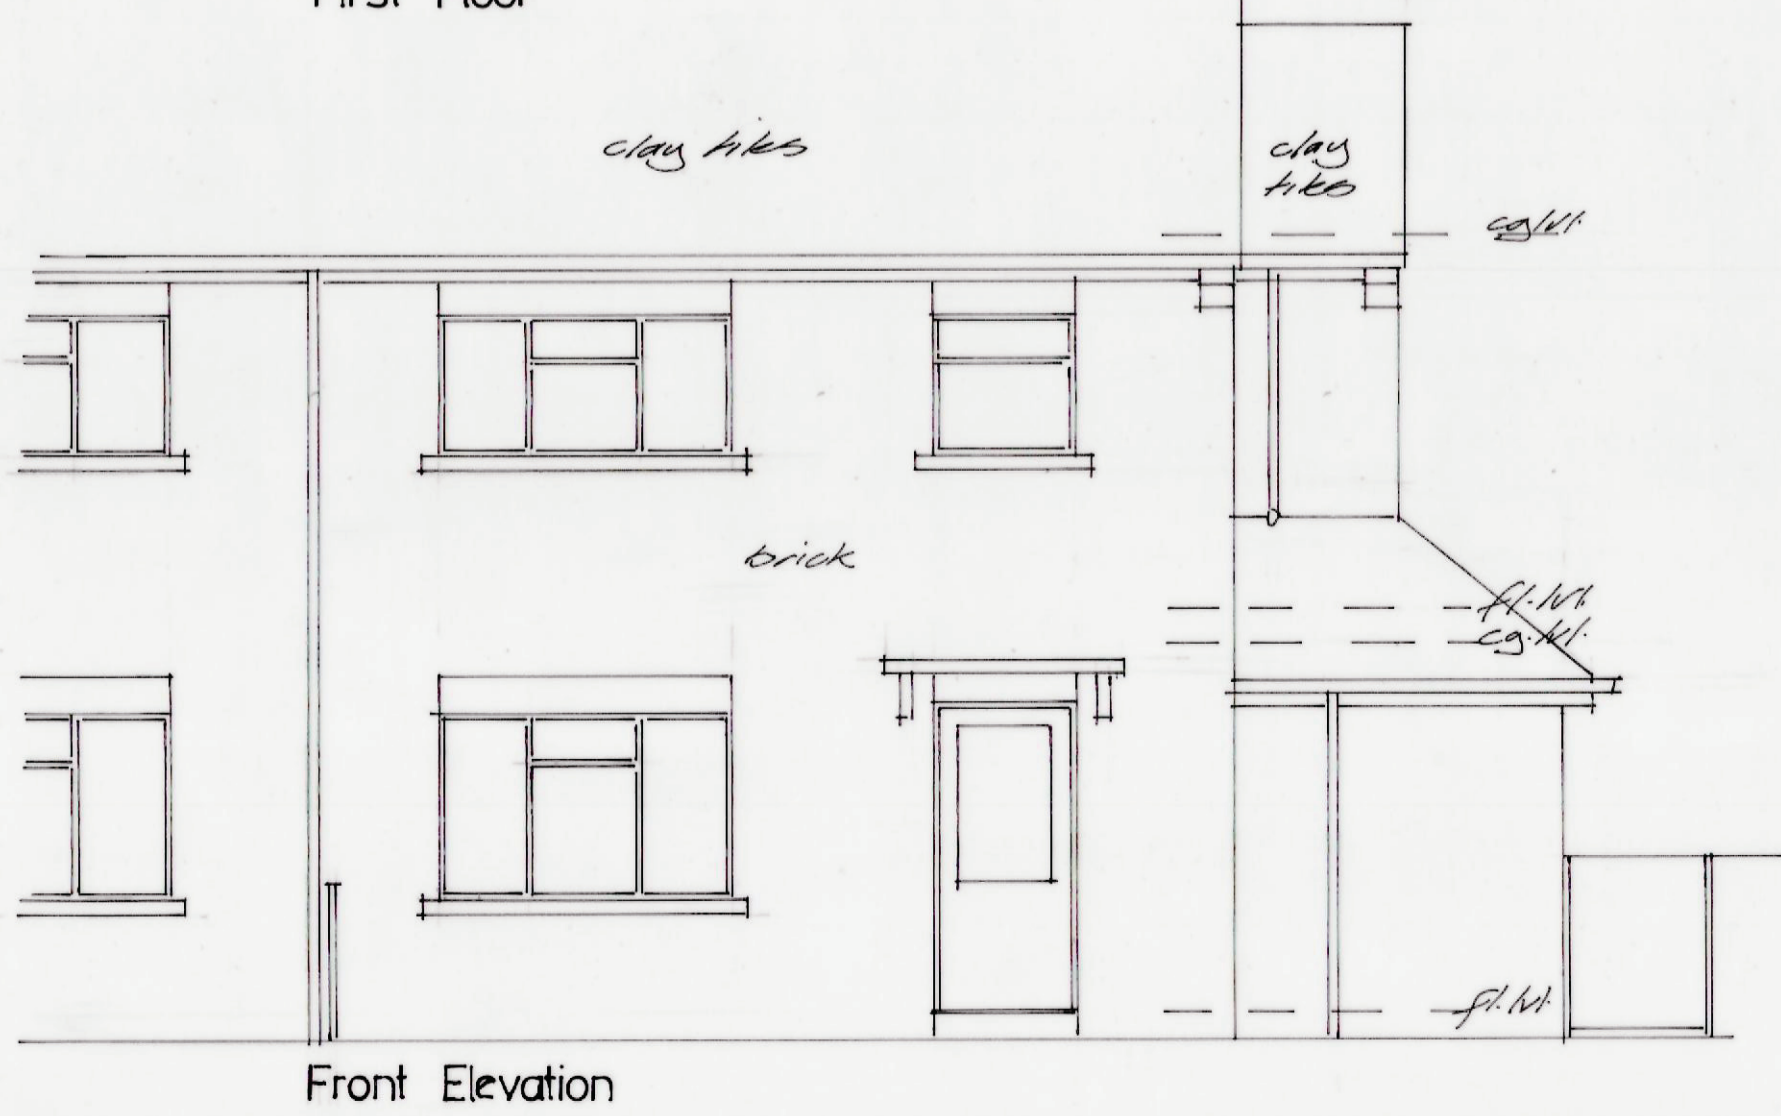 First Floor
clay tiles
clay
tiles
cg lvl.
brick
fl. lvl.
cg. lvl.
fl. lvl.
Front Elevation